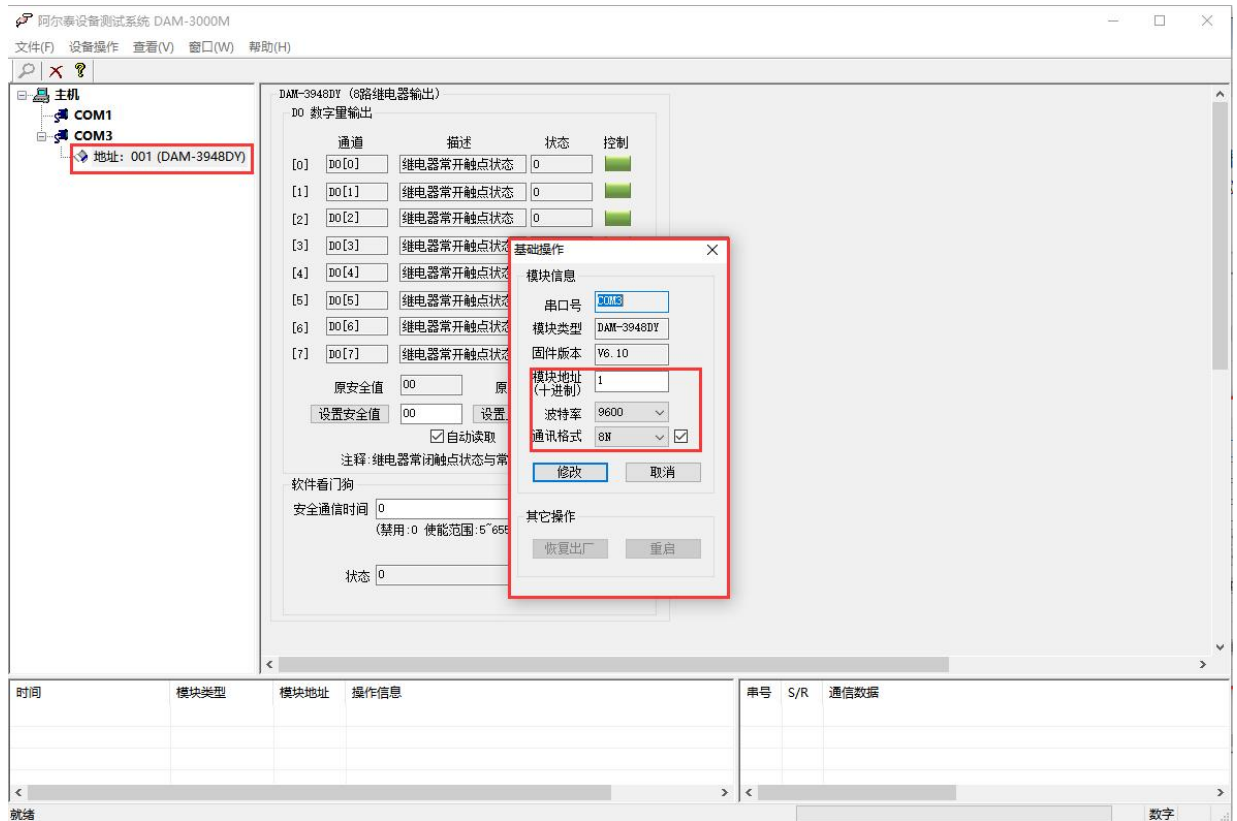 阿尔泰设备测试系统 DAM-3000M
文件(F) 设备操作 查看(V) 窗口(W) 帮助(H)
主机
COM1
COM3
地址：001 (DAM-3948DY)
DAM-3948DY (8路继电器输出)
DO 数字量输出
通道 描述 状态 控制
[0] DO[0] 继电器常开触点状态 0
[1] DO[1] 继电器常开触点状态 0
[2] DO[2] 继电器常开触点状态 0
[3] DO[3] 继电器常开触点状态
[4] DO[4] 继电器常开触点状态
[5] DO[5] 继电器常开触点状态
[6] DO[6] 继电器常开触点状态
[7] DO[7] 继电器常开触点状态
原安全值 00 原
设置安全值 00 设置
自动读取
注释:继电器常闭触点状态与常
软件看门狗
安全通信时间 0
(禁用:0 使能范围:5~655
状态 0
基础操作
模块信息
串口号 COM3
模块类型 DAM-3948DY
固件版本 V6.10
模块地址 1
(十进制)
波特率 9600
通讯格式 8N
修改 取消
其它操作
恢复出厂 重启
时间 模块类型 模块地址 操作信息
串号 S/R 通信数据
就绪
数字